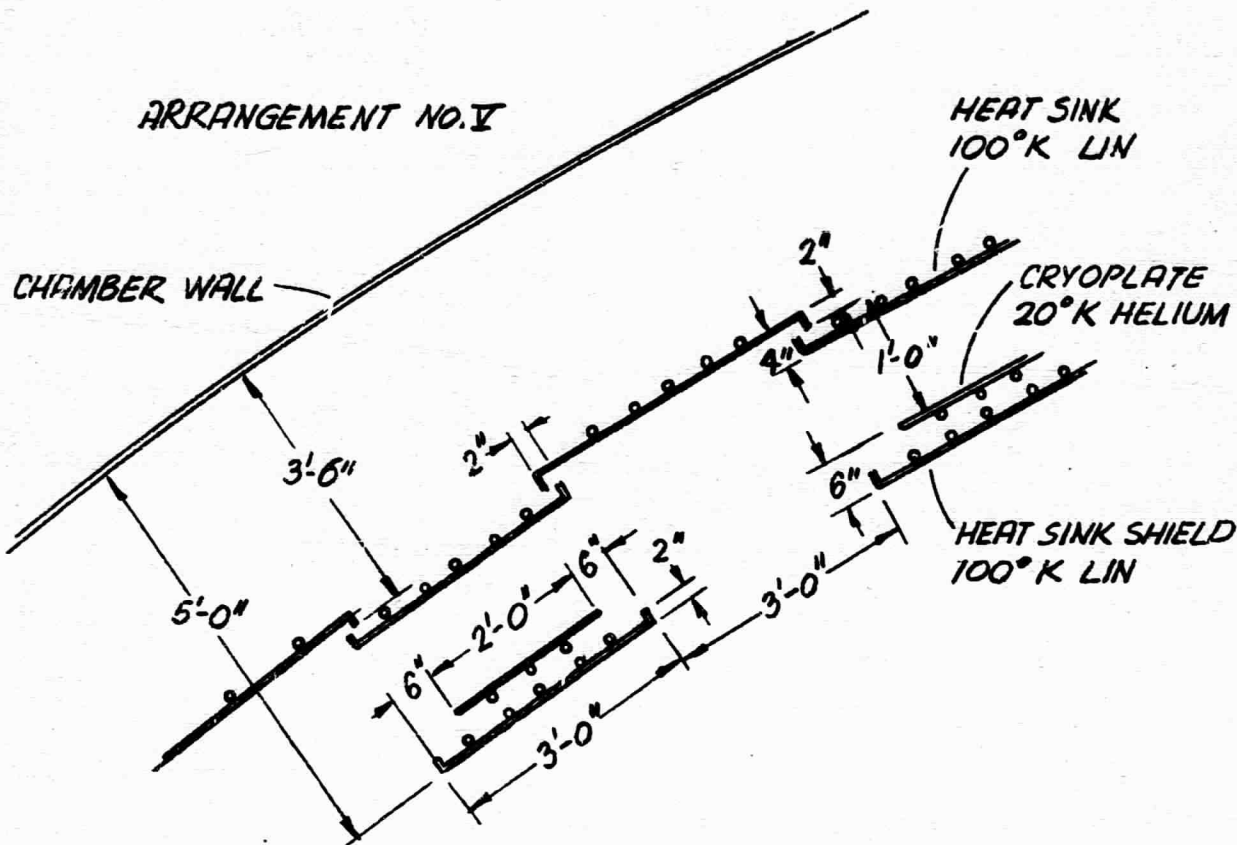 ARRANGEMENT NO. V
HEAT SINK
100°K LIN
CHAMBER WALL
2"
CRYOPLATE
20°K HELIUM
4"
1'-0"
3'-6"
2"
6"
HEAT SINK SHIELD
100°K LIN
5'-0"
6"
2'-0"
6"
2"
3'-0"
3'-0"